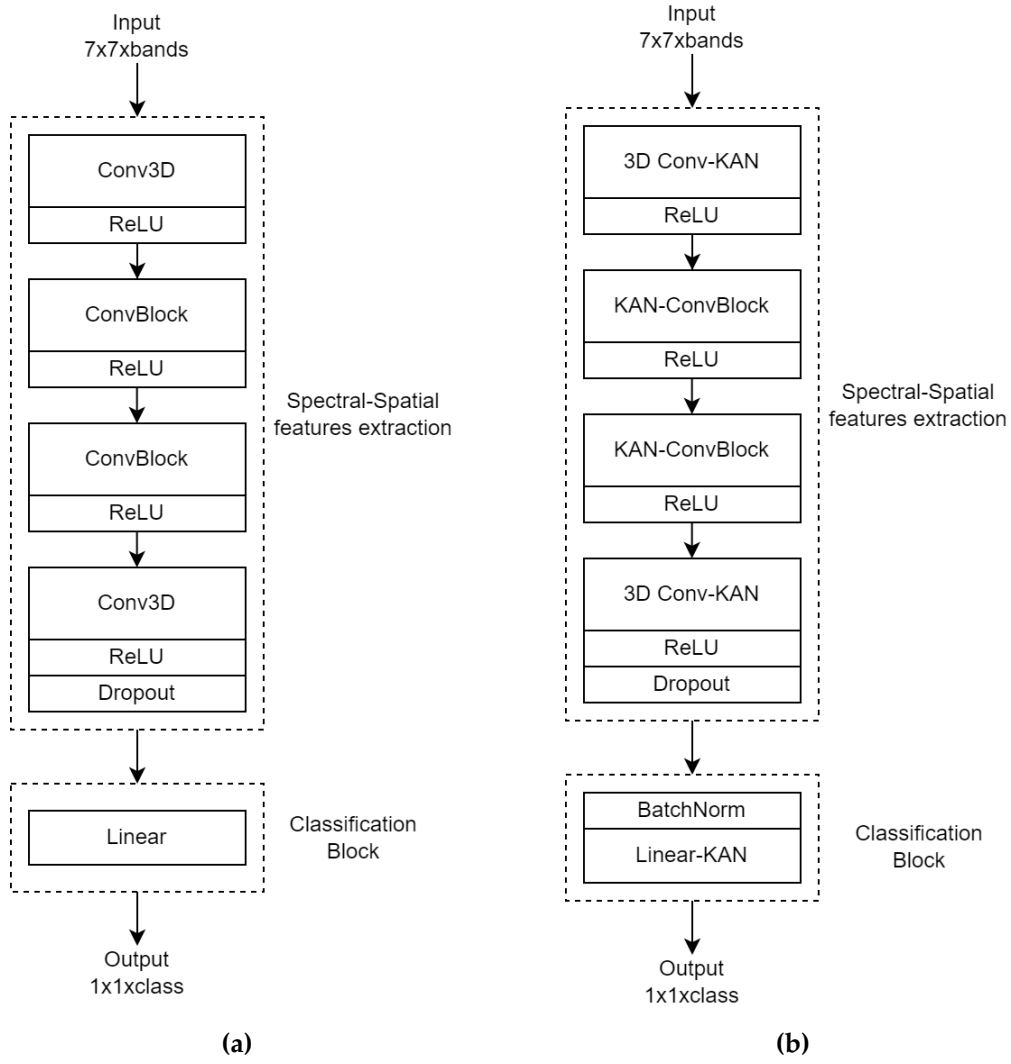 Input
7x7xbands
Conv3D
ReLU
ConvBlock
ReLU
ConvBlock
ReLU
Conv3D
ReLU
Dropout
Spectral-Spatial
features extraction
Linear
Classification
Block
Output
1x1xclass
(a)
Input
7x7xbands
3D Conv-KAN
ReLU
KAN-ConvBlock
ReLU
KAN-ConvBlock
ReLU
3D Conv-KAN
ReLU
Dropout
Spectral-Spatial
features extraction
BatchNorm
Linear-KAN
Classification
Block
Output
1x1xclass
(b)